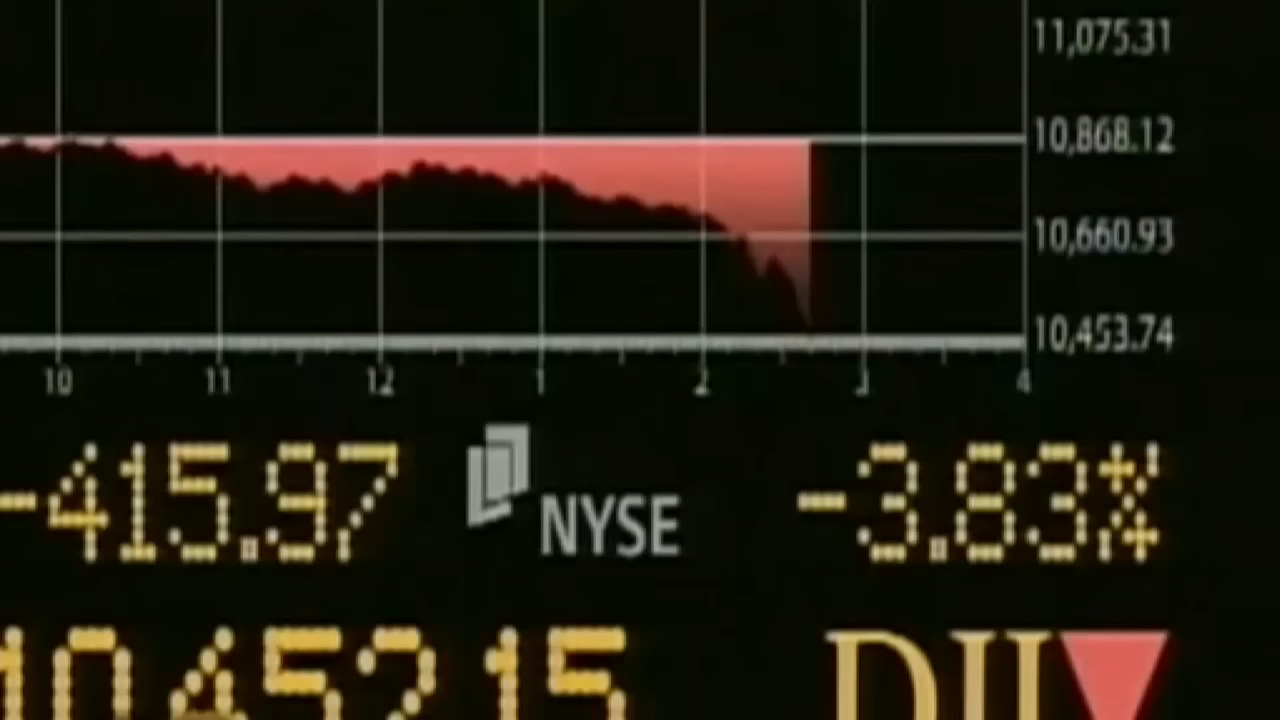 11,075.31
10,868.12
10,660.93
10,453.74
10 11 12 1 2 3 4
-415.97 NYSE -3.83%
10452.15 DJI